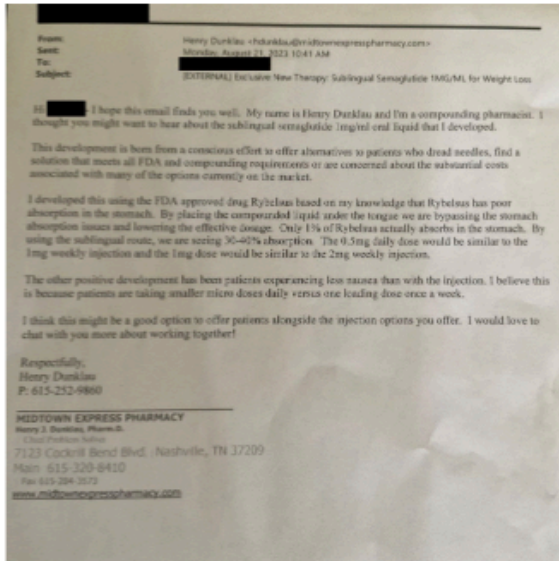 From: Henry Dunklau <hdunklau@midtownexpresspharmacy.com>
Sent: Monday, August 21, 2023 10:41 AM
To:
Subject: [EXTERNAL] Exclusive New Therapy: Sublingual Semaglutide 1MG/ML for Weight Loss
Hi - I hope this email finds you well. My name is Henry Dunklau and I'm a compounding pharmacist. I
thought you might want to hear about the sublingual semaglutide 1mg/ml oral liquid that I developed.
This development is born from a conscious effort to offer alternatives to patients who dread needles, find a
solution that meets all FDA and compounding requirements or are concerned about the substantial costs
associated with many of the options currently on the market.
I developed this using the FDA approved drug Rybelsus based on my knowledge that Rybelsus has poor
absorption in the stomach. By placing the compounded liquid under the tongue we are bypassing the stomach
absorption issues and lowering the effective dosage. Only 1% of Rybelsus actually absorbs in the stomach. By
using the sublingual route, we are seeing 30-40% absorption. The 0.5mg daily dose would be similar to the
1mg weekly injection and the 1mg dose would be similar to the 2mg weekly injection.
The other positive development has been patients experiencing less nausea than with the injection. I believe this
is because patients are taking smaller micro doses daily versus one loading dose once a week.
I think this might be a good option to offer patients alongside the injection options you offer. I would love to
chat with you more about working together!
Respectfully,
Henry Dunklau
P: 615-252-9860
MIDTOWN EXPRESS PHARMACY
Henry J. Dunklau, Pharm.D.
Chief Problem Solver
7123 Cockrill Bend Blvd. Nashville, TN 37209
Main 615-320-8410
Fax 615-284-3573
www.midtownexpresspharmacy.com